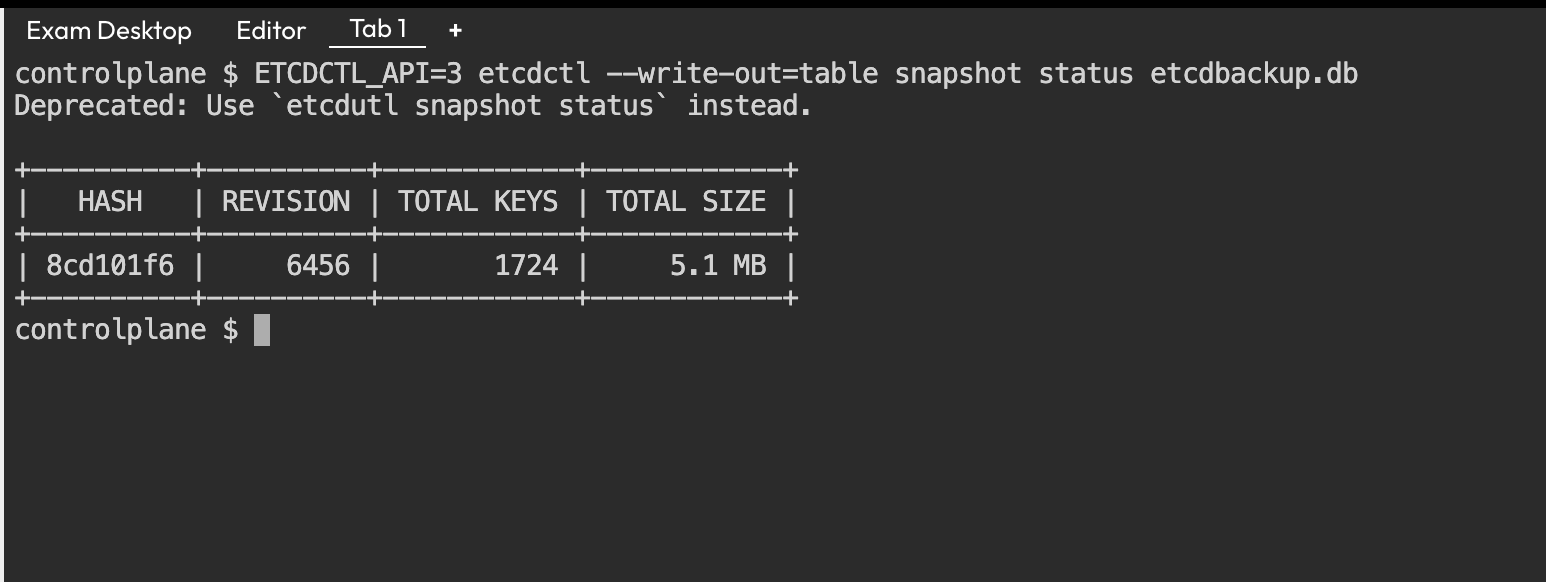 Exam Desktop Editor Tab 1 +
controlplane $ ETCDCTL_API=3 etcdctl --write-out=table snapshot status etcdbackup.db
Deprecated: Use `etcdutl snapshot status` instead.

+----------+----------+------------+------------+
|   HASH   | REVISION | TOTAL KEYS | TOTAL SIZE |
+----------+----------+------------+------------+
| 8cd101f6 |     6456 |       1724 |     5.1 MB |
+----------+----------+------------+------------+
controlplane $